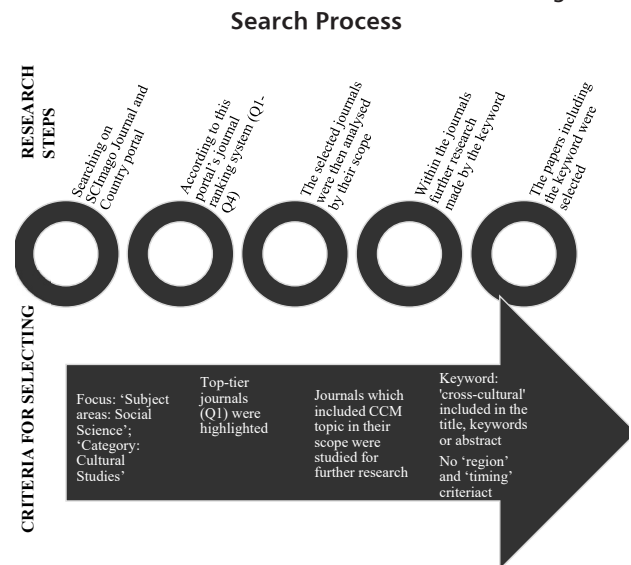 Search Process
RESEARCH
STEPS
Searching on
SCImago Journal and
Country portal
According to this
portal's journal
ranking system (Q1-
Q4)
The selected journals
were then analysed
by their scope
Within the journals
further research
made by the keyword
The papers including
the keyword were
selected
CRITERIA FOR SELECTING
Focus: ‘Subject
areas: Social
Science’;
‘Category:
Cultural
Studies’
Top-tier
journals
(Q1) were
highlighted
Journals which
included CCM
topic in their
scope were
studied for
further research
Keyword:
'cross-cultural'
included in the
title, keywords
or abstract
No ‘region’
and ‘timing’
criteriact